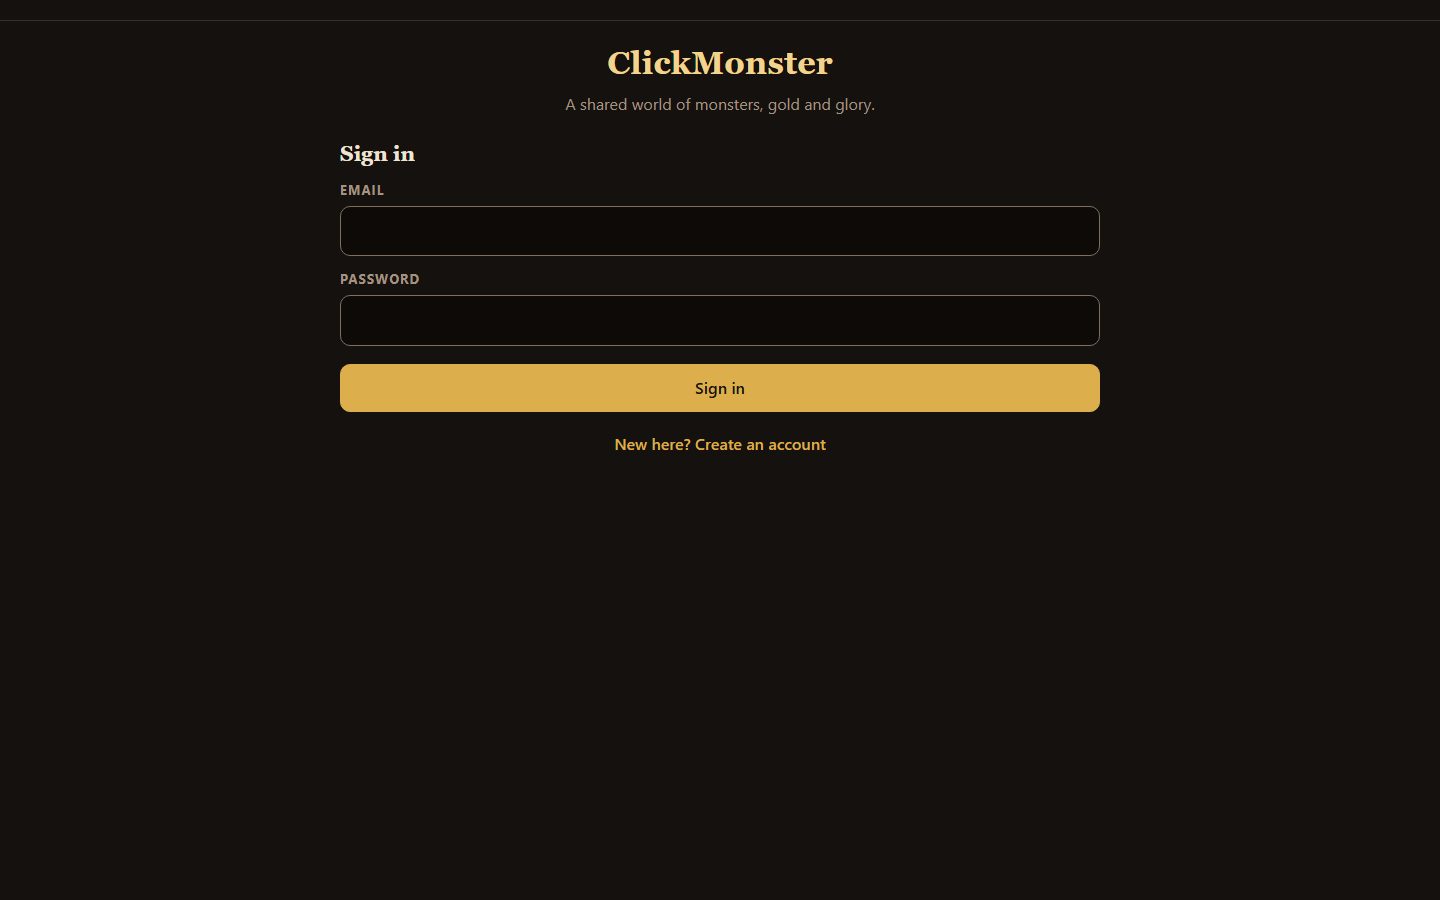 ClickMonster
A shared world of monsters, gold and glory.
Sign in
EMAIL
PASSWORD
Sign in
New here? Create an account